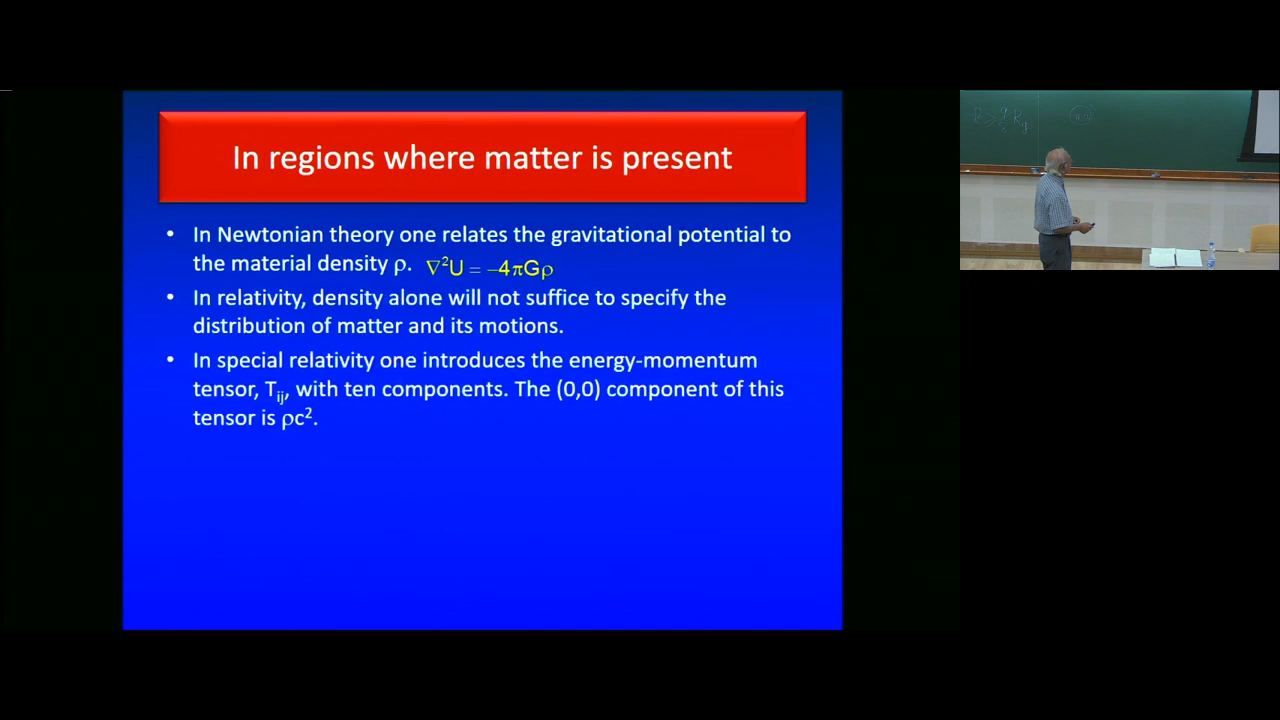 In regions where matter is present
• In Newtonian theory one relates the gravitational potential to
the material density ρ. ∇²U = −4πGρ
• In relativity, density alone will not suffice to specify the
distribution of matter and its motions.
• In special relativity one introduces the energy-momentum
tensor, Tᵢⱼ, with ten components. The (0,0) component of this
tensor is ρc².
R > 9/8 R_g